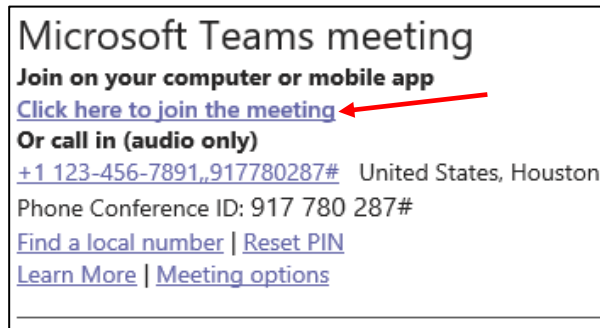 Microsoft Teams meeting
Join on your computer or mobile app
Click here to join the meeting
Or call in (audio only)
+1 123-456-7891,,917780287# United States, Houston
Phone Conference ID: 917 780 287#
Find a local number | Reset PIN
Learn More | Meeting options